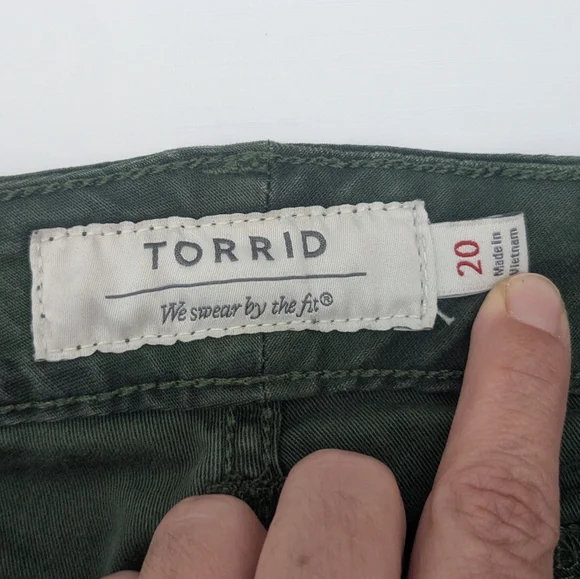 TORRID
We swear by the fit®
20
Made in
Vietnam